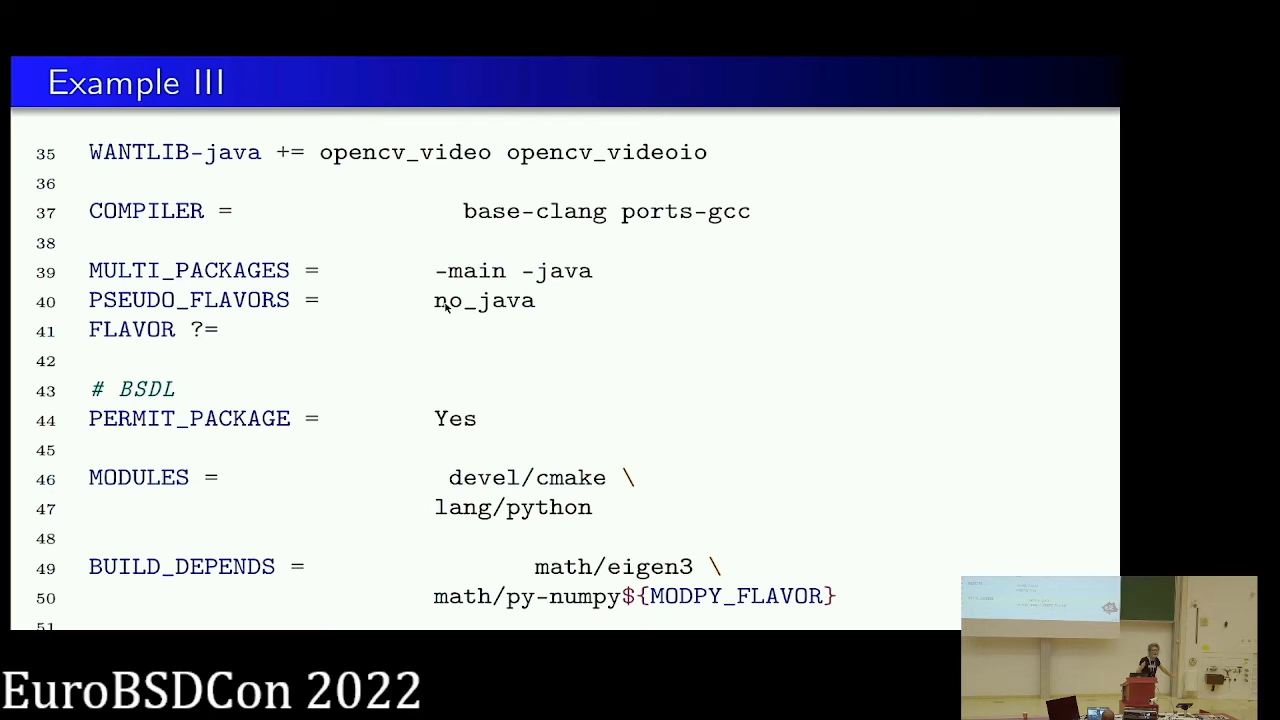 Example III
35 WANTLIB-java += opencv_video opencv_videoio
36
37 COMPILER = base-clang ports-gcc
38
39 MULTI_PACKAGES = -main -java
40 PSEUDO_FLAVORS = no_java
41 FLAVOR ?=
42
43 # BSDL
44 PERMIT_PACKAGE = Yes
45
46 MODULES = devel/cmake \
47 lang/python
48
49 BUILD_DEPENDS = math/eigen3 \
50 math/py-numpy${MODPY_FLAVOR}
51
EuroBSDCon 2022